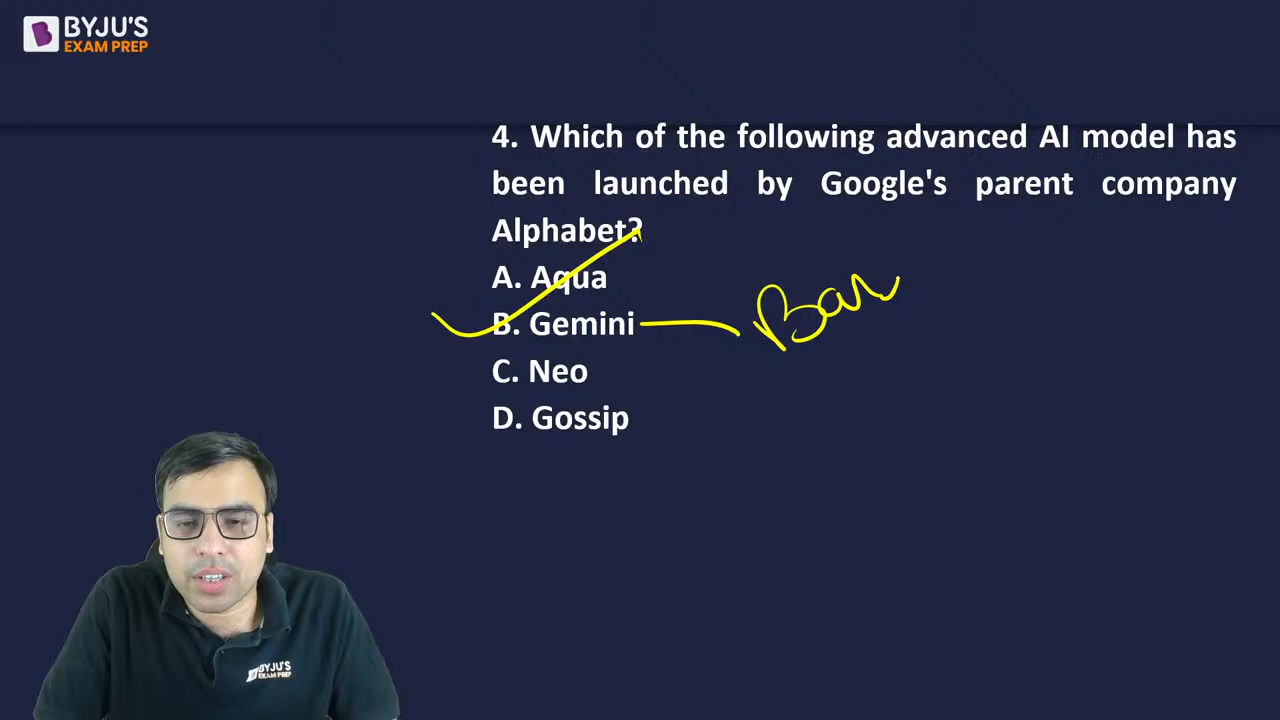 BYJU'S
EXAM PREP
4. Which of the following advanced AI model has
been launched by Google's parent company
Alphabet?
A. Aqua
B. Gemini
Bar
C. Neo
D. Gossip
BYJU'S
EXAM PREP